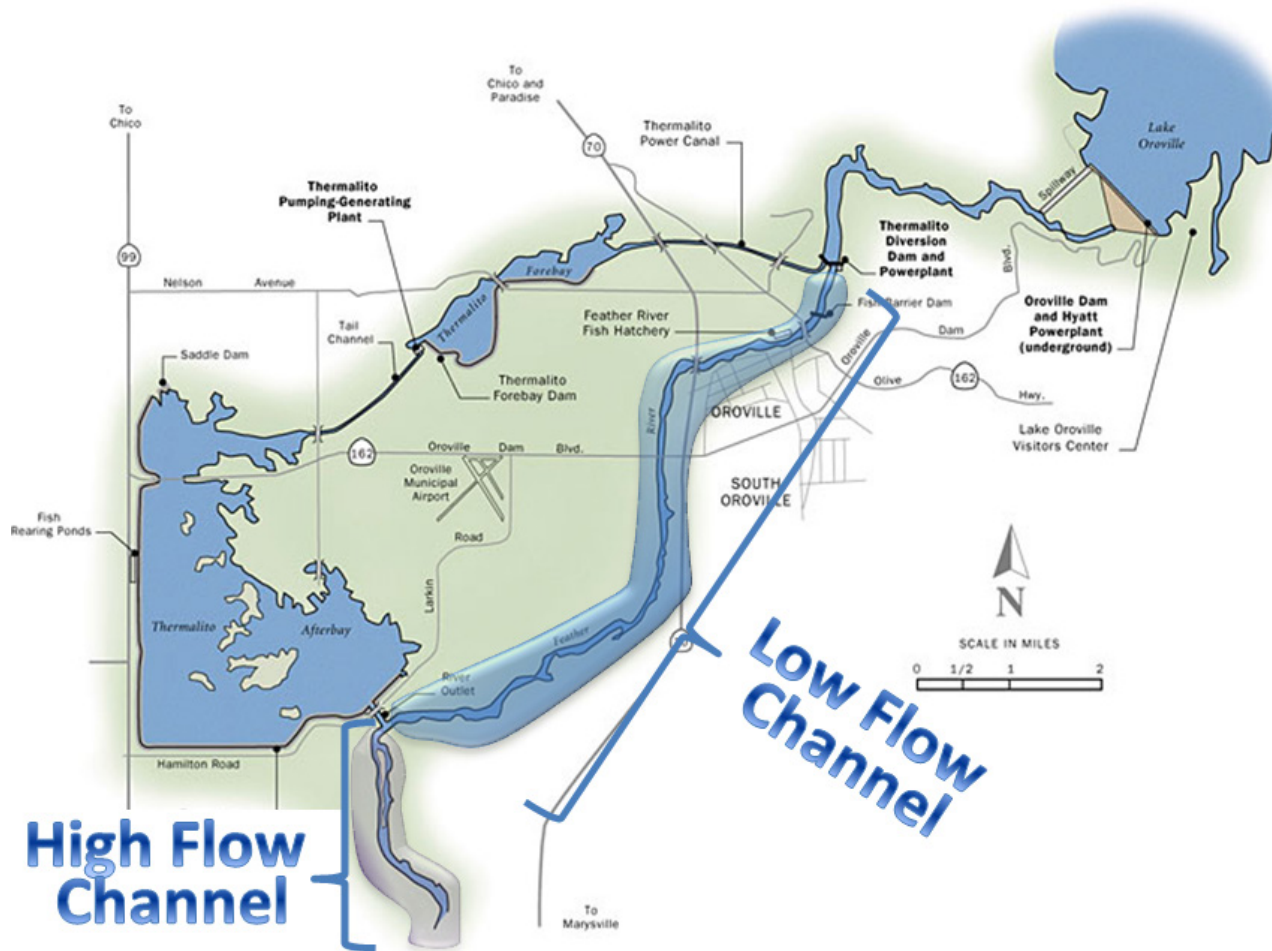 To
Chico and
Paradise
To
Chico
Thermalito
Power Canal
70
Lake
Oroville
Spillway
Thermalito
Pumping-Generating
Plant
Thermalito
Diversion
Dam and
Powerplant
99
Nelson Avenue
Forebay
Thermalito
Blvd.
Fish Barrier Dam
Feather River
Fish Hatchery
Oroville Dam
Oroville Dam
and Hyatt
Powerplant
(underground)
Tail
Channel
Saddle Dam
Thermalito
Forebay Dam
Olive
162
Hwy.
OROVILLE
River
Lake Oroville
Visitors Center
162
Oroville Dam Blvd.
Oroville
Municipal
Airport
SOUTH
OROVILLE
Fish
Rearing Ponds
Road
Larkin
N
Thermalito Afterbay
Feather
SCALE IN MILES
0 1/2 1 2
River
Outlet
Low Flow
Channel
Hamilton Road
High Flow
Channel
To
Marysville